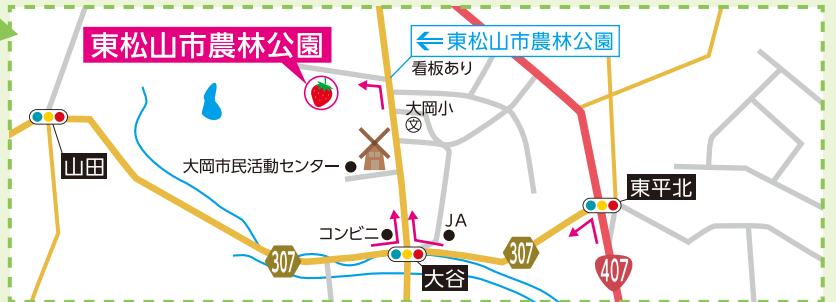 東松山市農林公園
東松山市農林公園
看板あり
大岡小
文
山田
大岡市民活動センター
東平北
コンビニ
JA
307
307
大谷
407